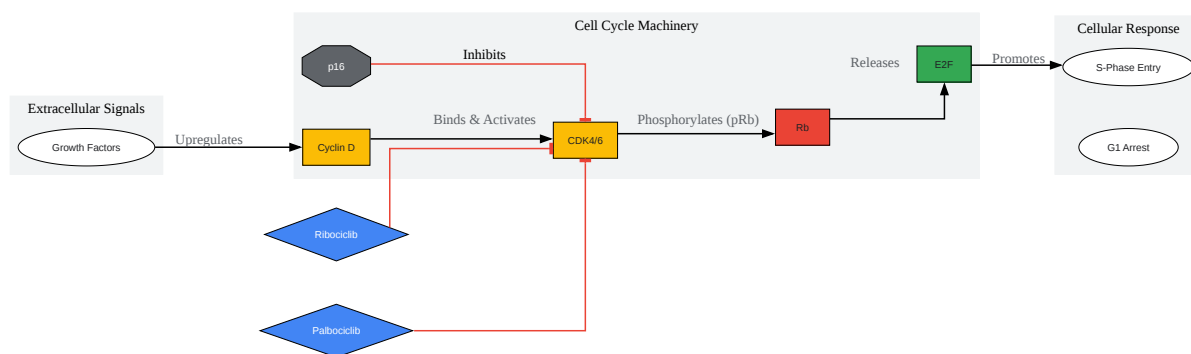 Cell Cycle Machinery
Cellular Response
p16
Inhibits
Releases
E2F
Promotes
S-Phase Entry
Extracellular Signals
Growth Factors
Upregulates
Cyclin D
Binds & Activates
CDK4/6
Phosphorylates (pRb)
Rb
G1 Arrest
Ribociclib
Palbociclib